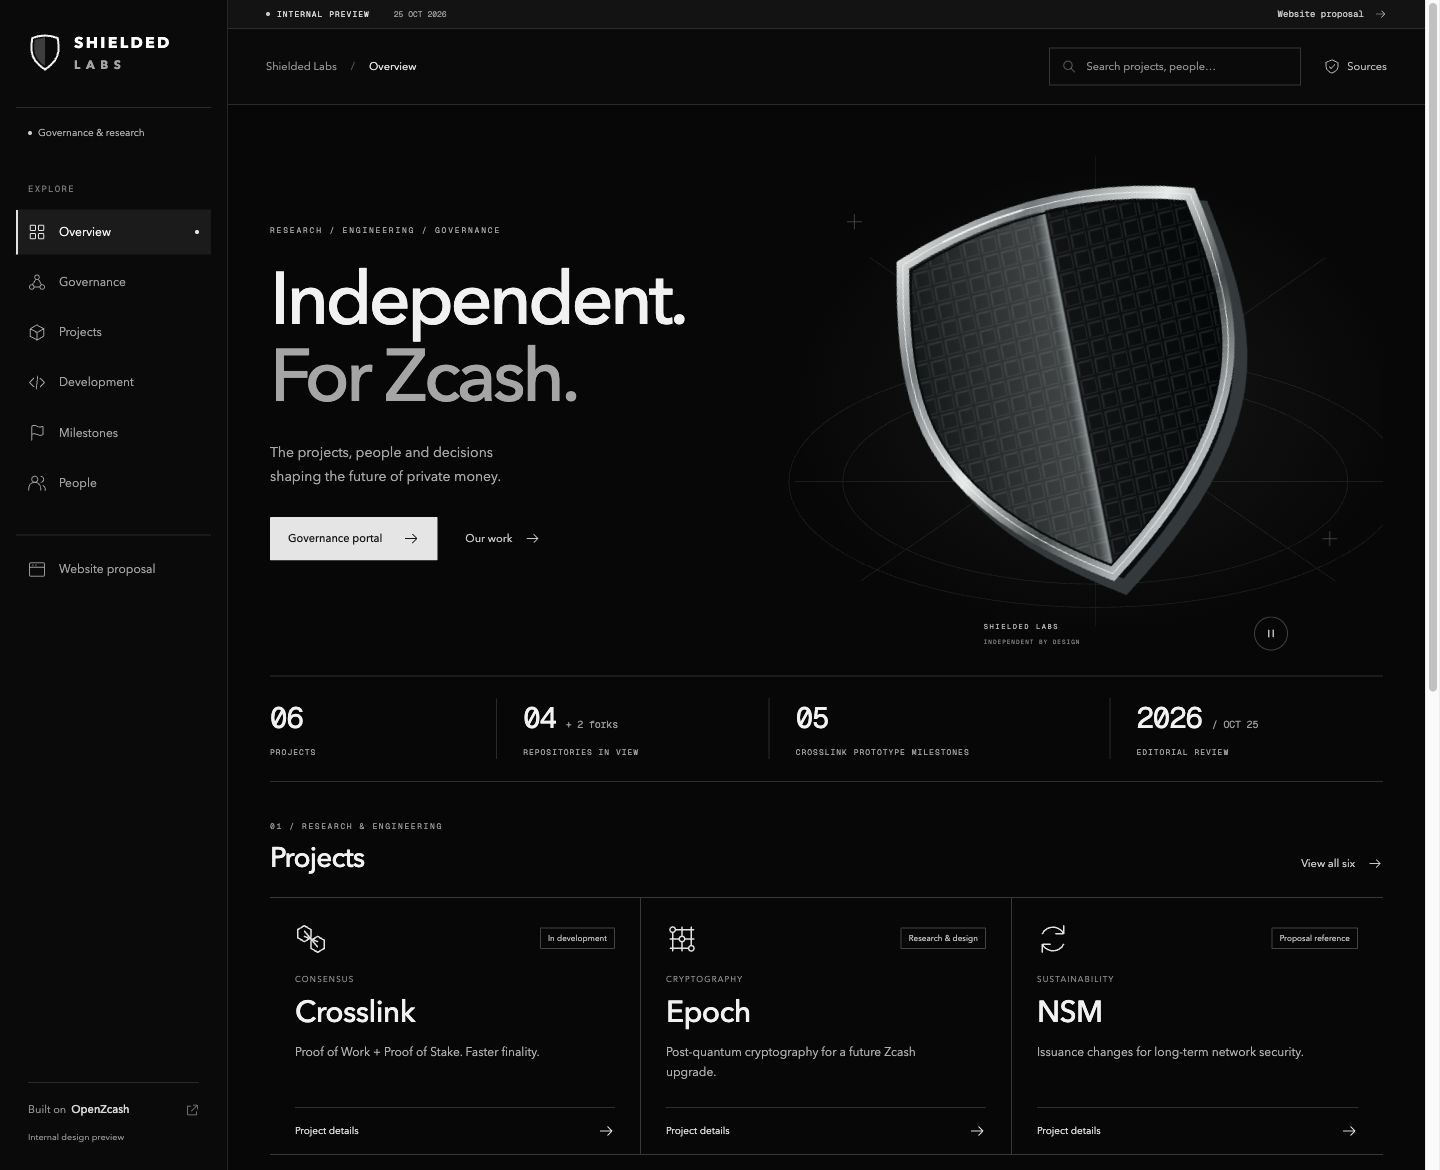 SHIELDED
LABS
Governance & research
EXPLORE
Overview
Governance
Projects
Development
Milestones
People
Website proposal
Built on OpenZcash
Internal design preview
INTERNAL PREVIEW 25 OCT 2026
Website proposal
Shielded Labs / Overview
Search projects, people...
Sources
RESEARCH / ENGINEERING / GOVERNANCE
Independent.
For Zcash.
The projects, people and decisions
shaping the future of private money.
Governance portal
Our work
SHIELDED LABS
INDEPENDENT BY DESIGN
06
PROJECTS
04 + 2 forks
REPOSITORIES IN VIEW
05
CROSSLINK PROTOTYPE MILESTONES
2026 / OCT 25
EDITORIAL REVIEW
01 / RESEARCH & ENGINEERING
Projects
View all six
In development
CONSENSUS
Crosslink
Proof of Work + Proof of Stake. Faster finality.
Project details
Research & design
CRYPTOGRAPHY
Epoch
Post-quantum cryptography for a future Zcash
upgrade.
Project details
Proposal reference
SUSTAINABILITY
NSM
Issuance changes for long-term network security.
Project details